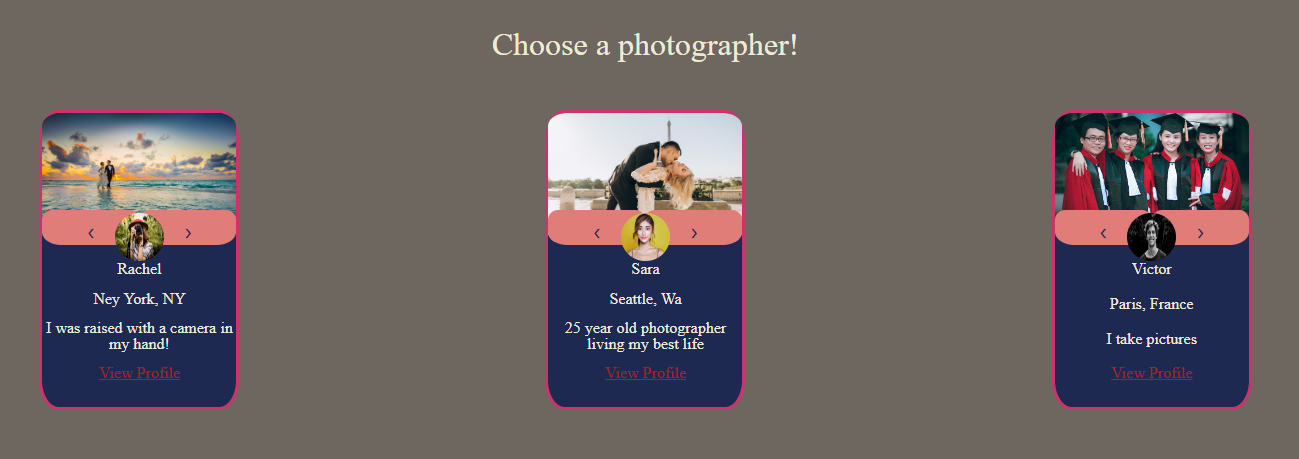 Choose a photographer!
‹ ›
Rachel
Ney York, NY
I was raised with a camera in
my hand!
View Profile
‹ ›
Sara
Seattle, Wa
25 year old photographer
living my best life
View Profile
‹ ›
Victor
Paris, France
I take pictures
View Profile